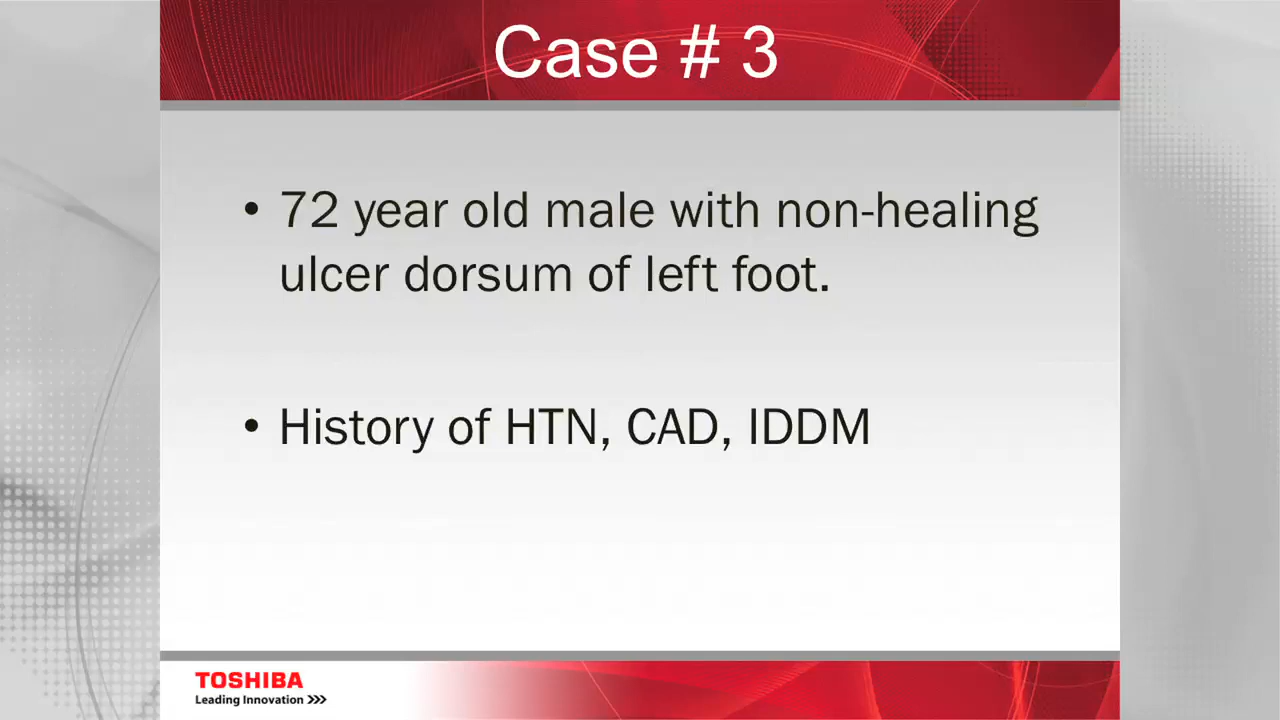 Case # 3
• 72 year old male with non-healing
ulcer dorsum of left foot.
• History of HTN, CAD, IDDM
TOSHIBA
Leading Innovation >>>